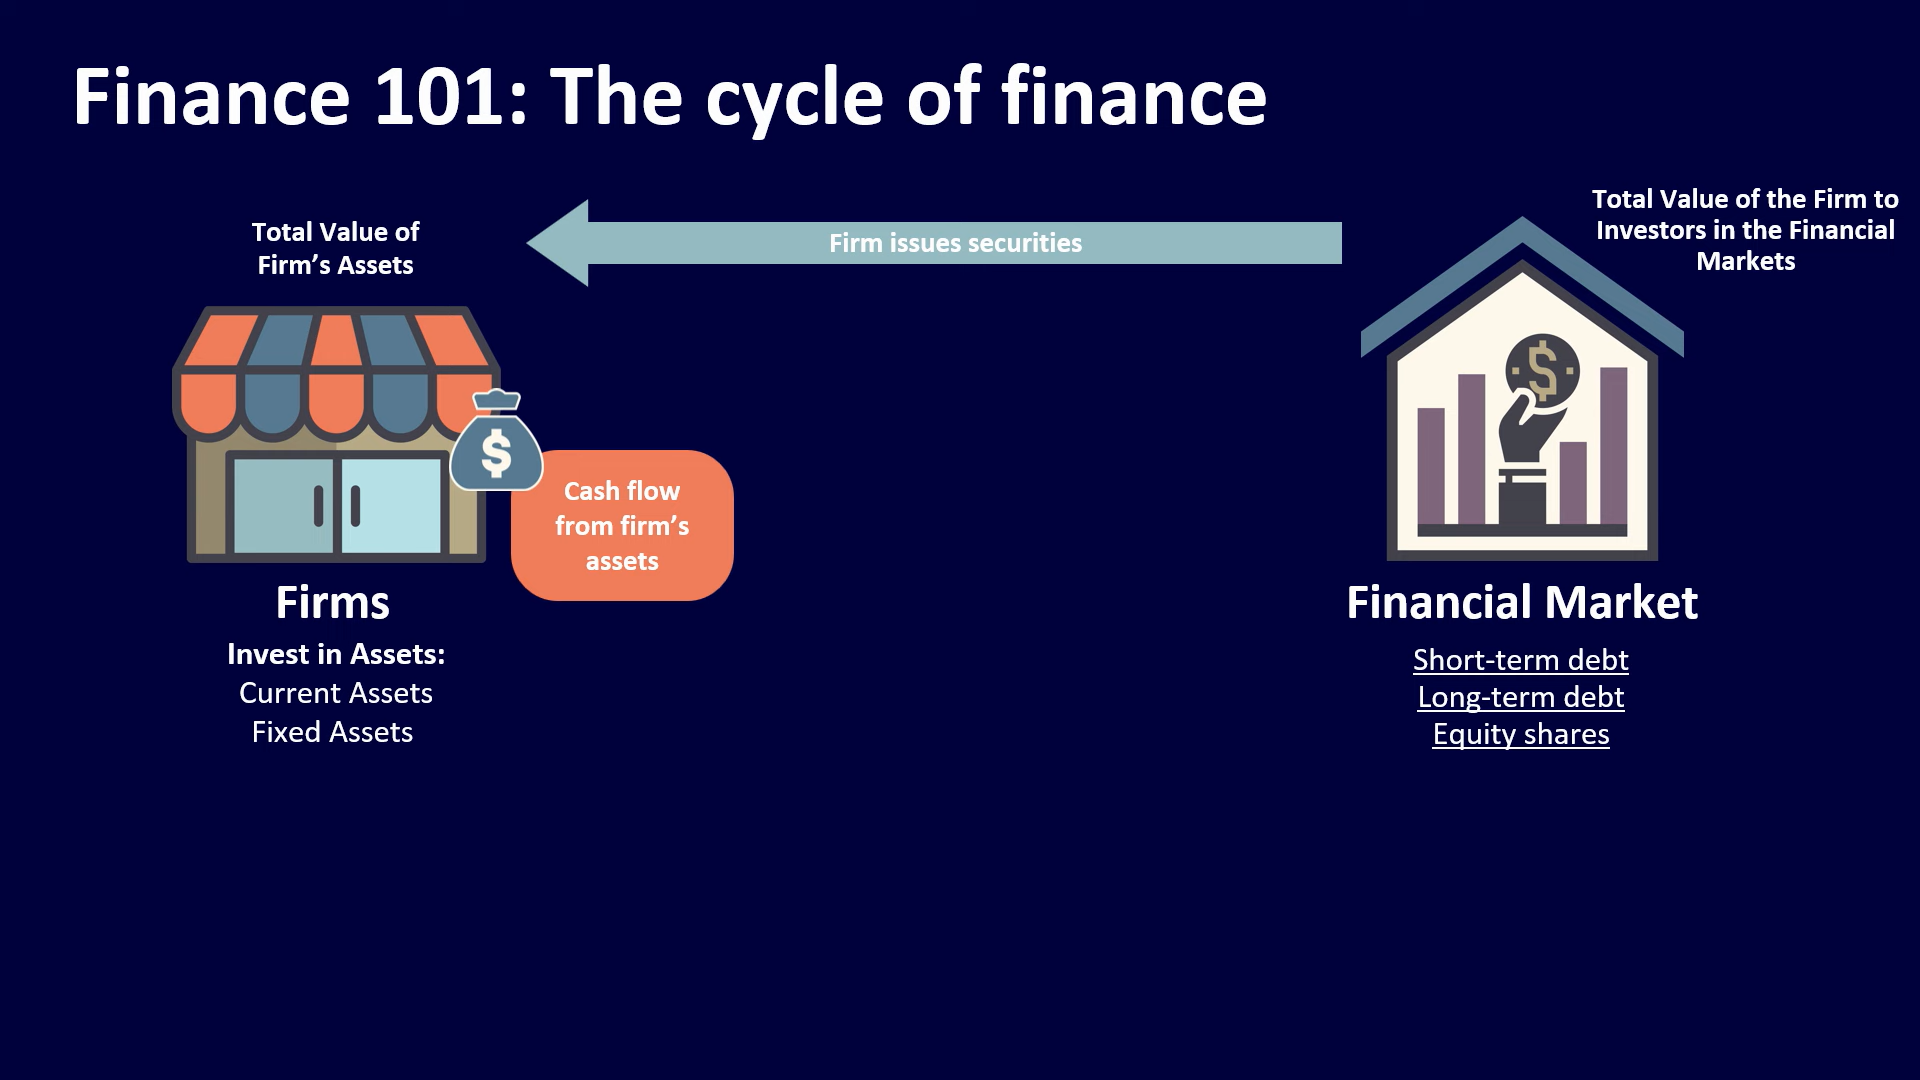 Finance 101: The cycle of finance
Total Value of
Firm’s Assets
Firm issues securities
Total Value of the Firm to
Investors in the Financial
Markets
$
$
Cash flow
from firm’s
assets
Firms
Invest in Assets:
Current Assets
Fixed Assets
Financial Market
Short-term debt
Long-term debt
Equity shares